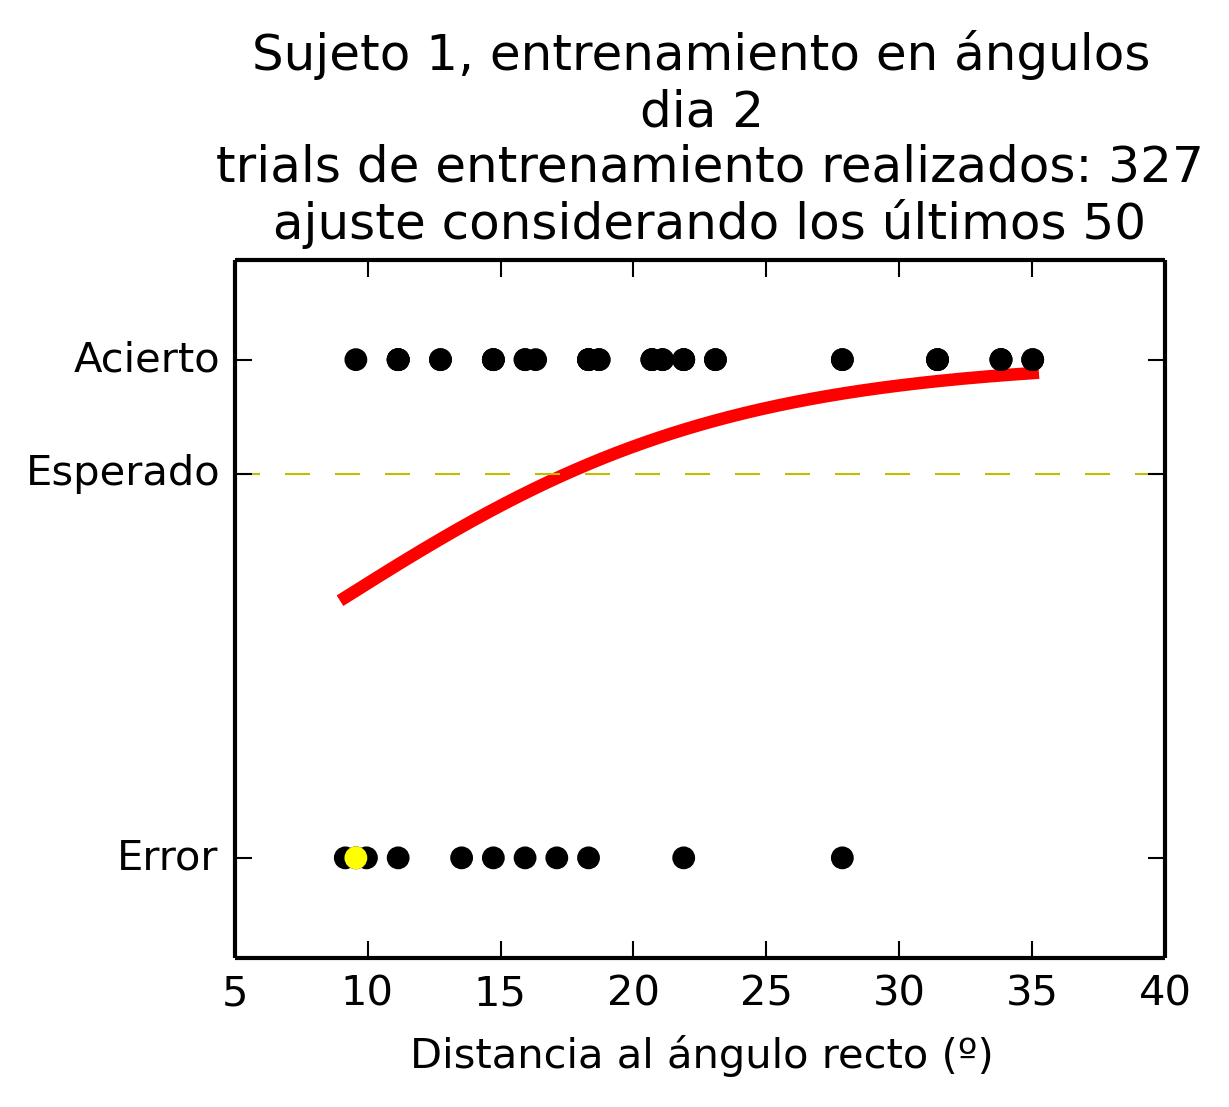 Sujeto 1, entrenamiento en ángulos
dia 2
trials de entrenamiento realizados: 327
ajuste considerando los últimos 50
Acierto
Esperado
Error
5 10 15 20 25 30 35 40
Distancia al ángulo recto (º)